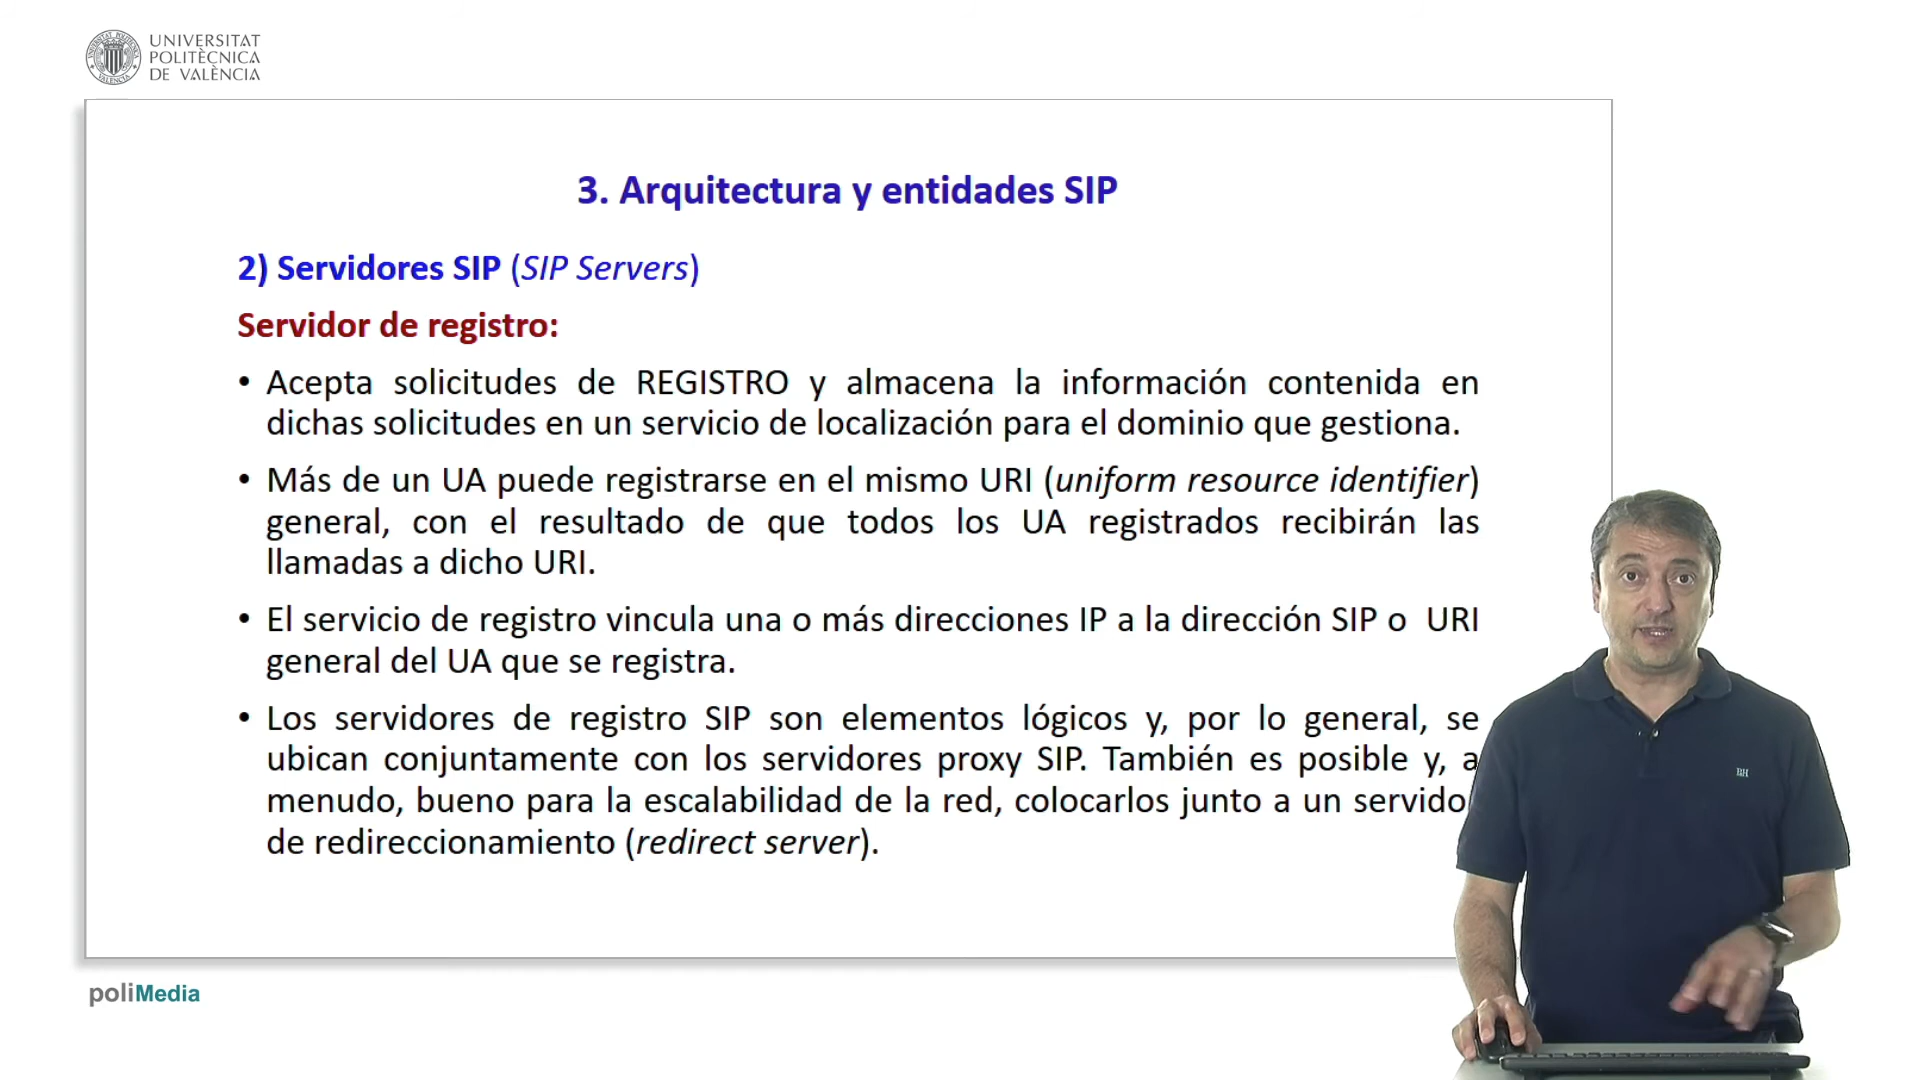 UNIVERSITAT
POLITÈCNICA
DE VALÈNCIA
3. Arquitectura y entidades SIP
2) Servidores SIP (SIP Servers)
Servidor de registro:
• Acepta solicitudes de REGISTRO y almacena la información contenida en
dichas solicitudes en un servicio de localización para el dominio que gestiona.
• Más de un UA puede registrarse en el mismo URI (uniform resource identifier)
general, con el resultado de que todos los UA registrados recibirán las
llamadas a dicho URI.
• El servicio de registro vincula una o más direcciones IP a la dirección SIP o URI
general del UA que se registra.
• Los servidores de registro SIP son elementos lógicos y, por lo general, se
ubican conjuntamente con los servidores proxy SIP. También es posible y, a
menudo, bueno para la escalabilidad de la red, colocarlos junto a un servido
de redireccionamiento (redirect server).
BH
poliMedia